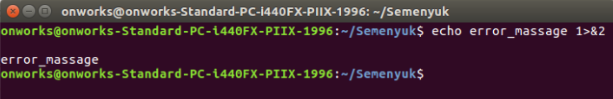 onworks@onworks-Standard-PC-i440FX-PIIX-1996: ~/Semenyuk
onworks@onworks-Standard-PC-i440FX-PIIX-1996:~/Semenyuk$ echo error_massage 1>&2
error_massage
onworks@onworks-Standard-PC-i440FX-PIIX-1996:~/Semenyuk$